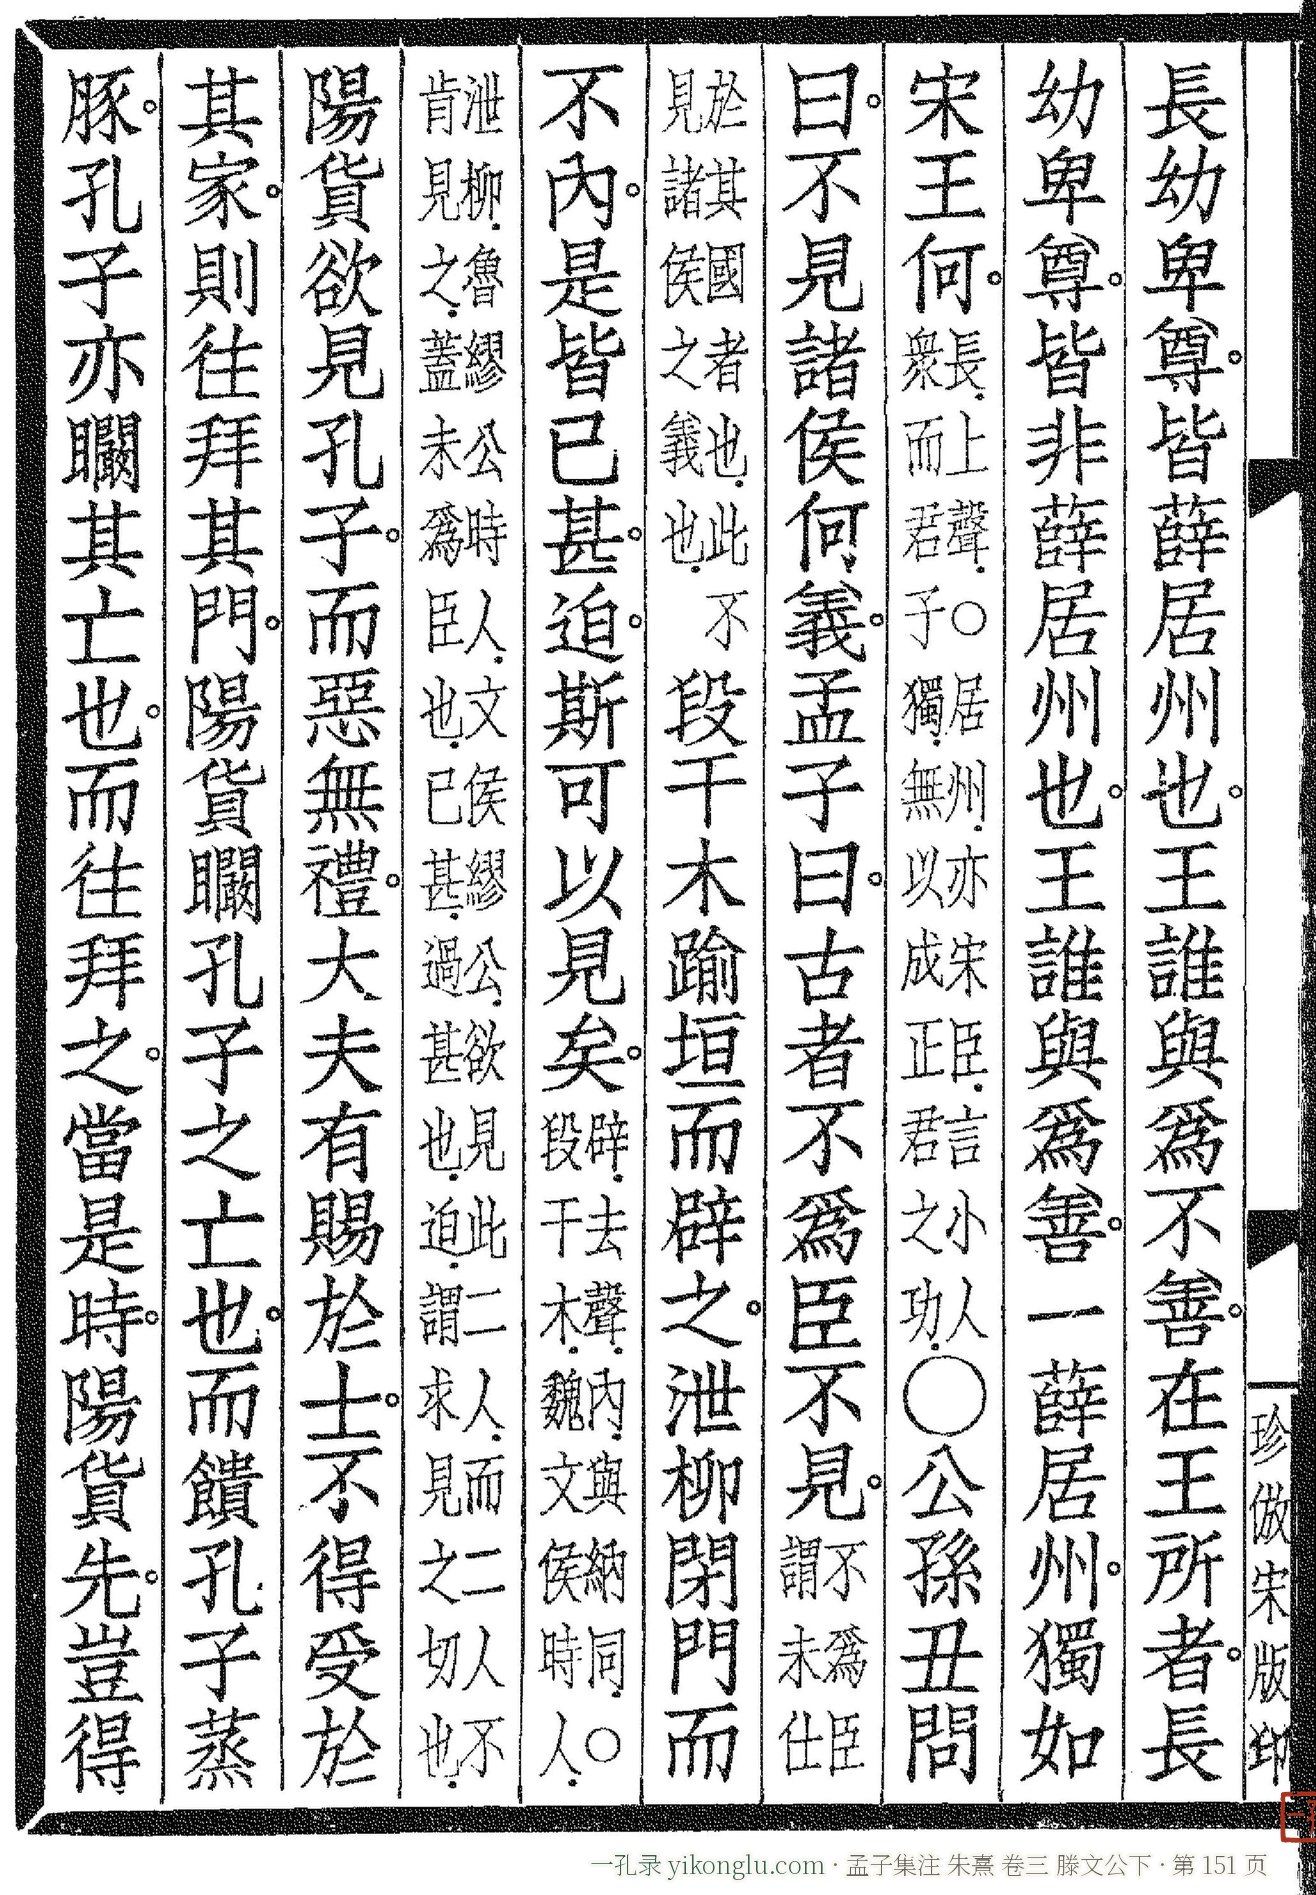 珍倣宋版印
長幼卑尊。皆薛居州也。王誰與爲不善。在王所者。長
幼卑尊。皆非薛居州也。王誰與爲善。一薛居州。獨如
宋王何。長.上聲.○居州.亦宋臣.言小人衆而君子獨.無以成正君之功.○公孫丑問
曰。不見諸侯何義。孟子曰。古者不爲臣不見。不爲臣謂未仕
於其國者也.此不見諸侯之義也.段干木踰垣而辟之。泄柳閉門而
不內。是皆已甚。迫。斯可以見矣。辟.去聲.內.與納同.○段干木.魏文侯時人.
泄柳.魯繆公時人.文侯繆公.欲見此二人.而二人不肯見之.蓋未爲臣也.已甚.過甚也.迫.謂求見之切也.
陽貨欲見孔子。而惡無禮。大夫有賜於士。不得受於
其家。則往拜其門。陽貨矙孔子之亡也。而饋孔子蒸
豚。孔子亦矙其亡也。而往拜之。當是時。陽貨先。豈得
一孔录 yikonglu.com · 孟子集注 朱熹 卷三 滕文公下 · 第 151 页